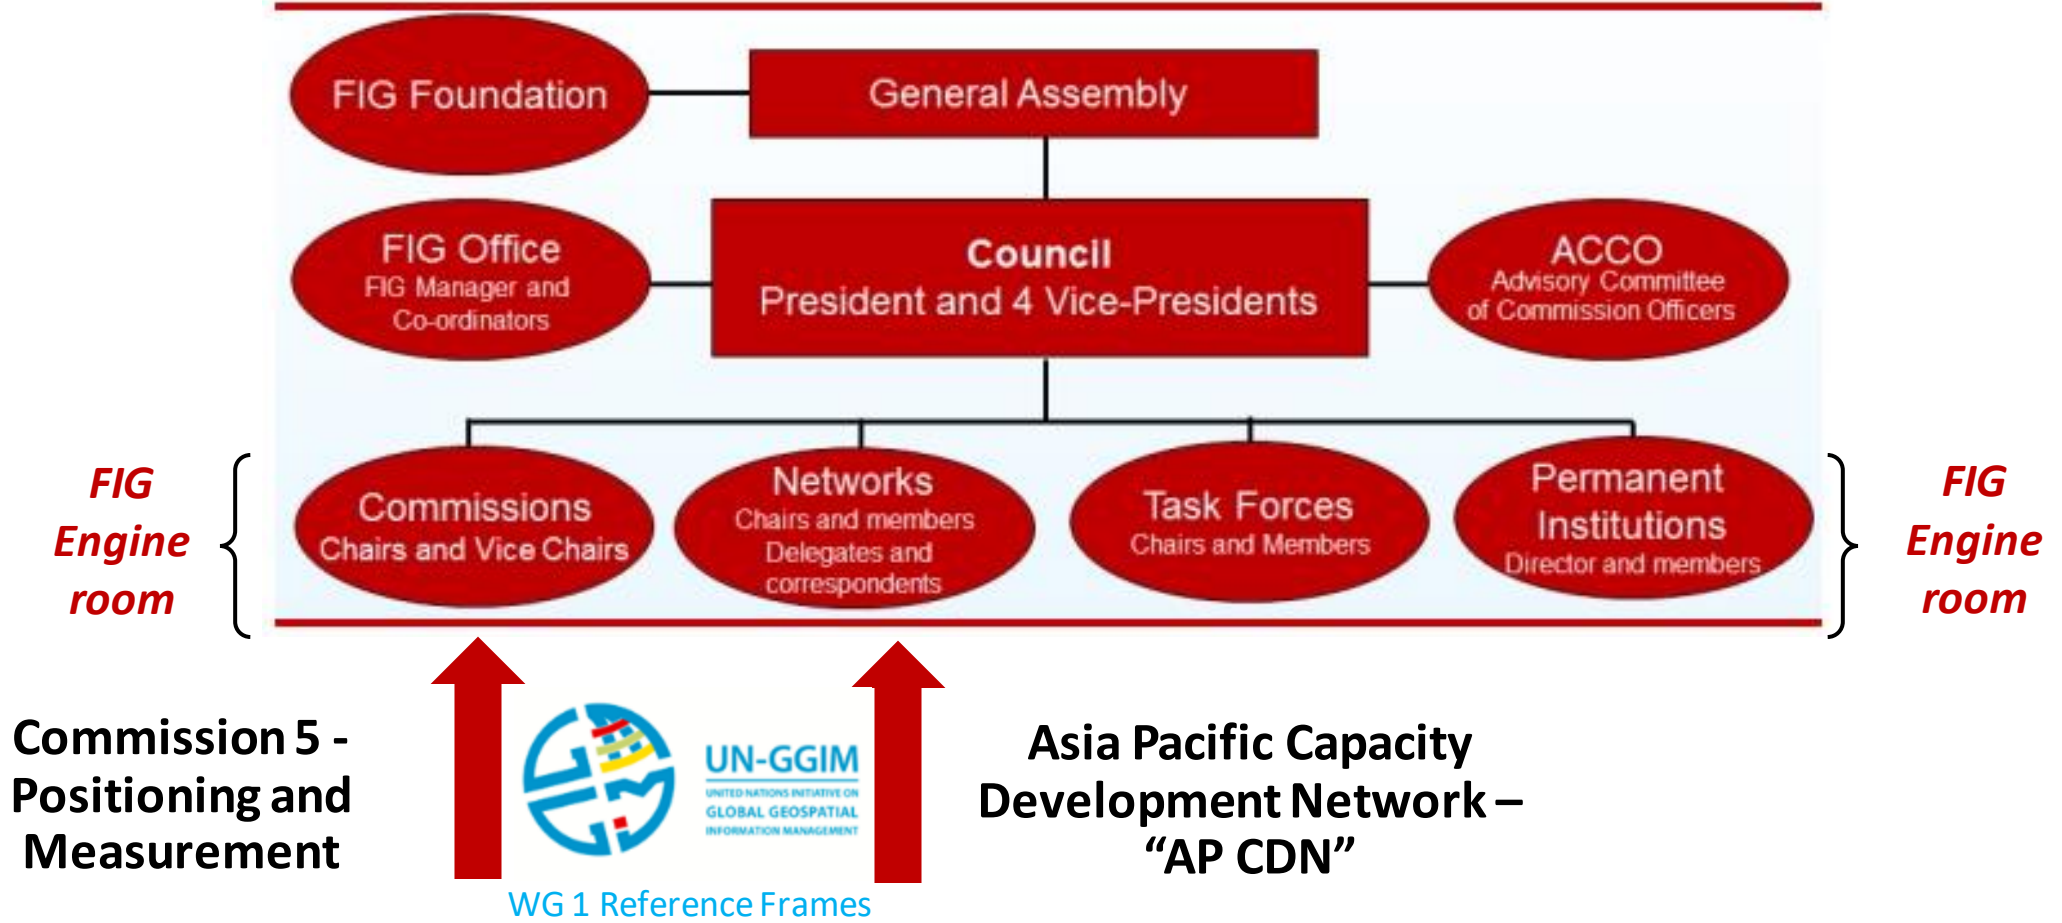 FIG Foundation
General Assembly
FIG Office
FIG Manager and
Co-ordinators
Council
President and 4 Vice-Presidents
ACCO
Advisory Committee
of Commission Officers
FIG
Engine
room
Commissions
Chairs and Vice Chairs
Networks
Chairs and members
Delegates and
correspondents
Task Forces
Chairs and Members
Permanent
Institutions
Director and members
FIG
Engine
room
Commission 5 -
Positioning and
Measurement
UN-GGIM
UNITED NATIONS INITIATIVE ON
GLOBAL GEOSPATIAL
INFORMATION MANAGEMENT
WG 1 Reference Frames
Asia Pacific Capacity
Development Network –
“AP CDN”